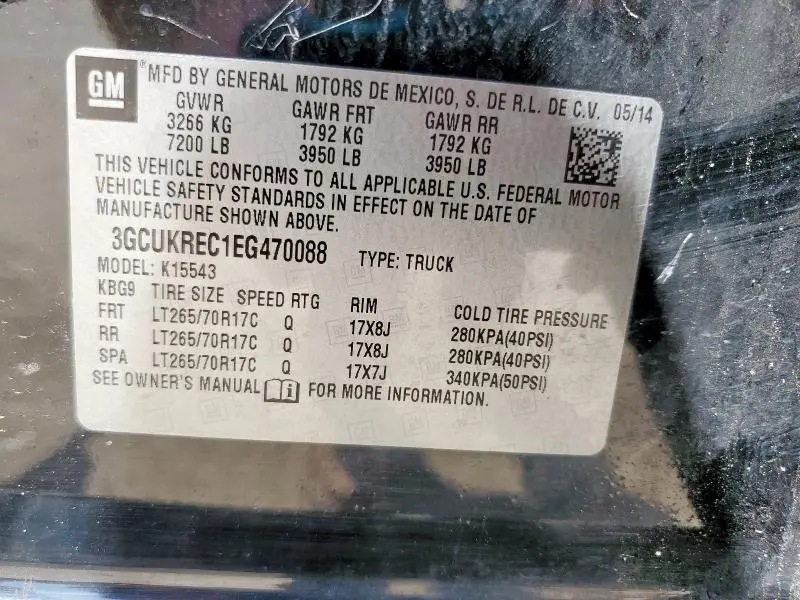 GM
® MFD BY GENERAL MOTORS DE MEXICO, S. DE R.L. DE C.V. 05/14
GVWR GAWR FRT GAWR RR
3266 KG 1792 KG 1792 KG
7200 LB 3950 LB 3950 LB
THIS VEHICLE CONFORMS TO ALL APPLICABLE U.S. FEDERAL MOTOR
VEHICLE SAFETY STANDARDS IN EFFECT ON THE DATE OF
MANUFACTURE SHOWN ABOVE.
3GCUKREC1EG470088 TYPE: TRUCK
MODEL: K15543
KBG9 TIRE SIZE SPEED RTG RIM COLD TIRE PRESSURE
FRT LT265/70R17C Q 17X8J 280KPA(40PSI)
RR LT265/70R17C Q 17X8J 280KPA(40PSI)
SPA LT265/70R17C Q 17X7J 340KPA(50PSI)
SEE OWNER'S MANUAL i FOR MORE INFORMATION.